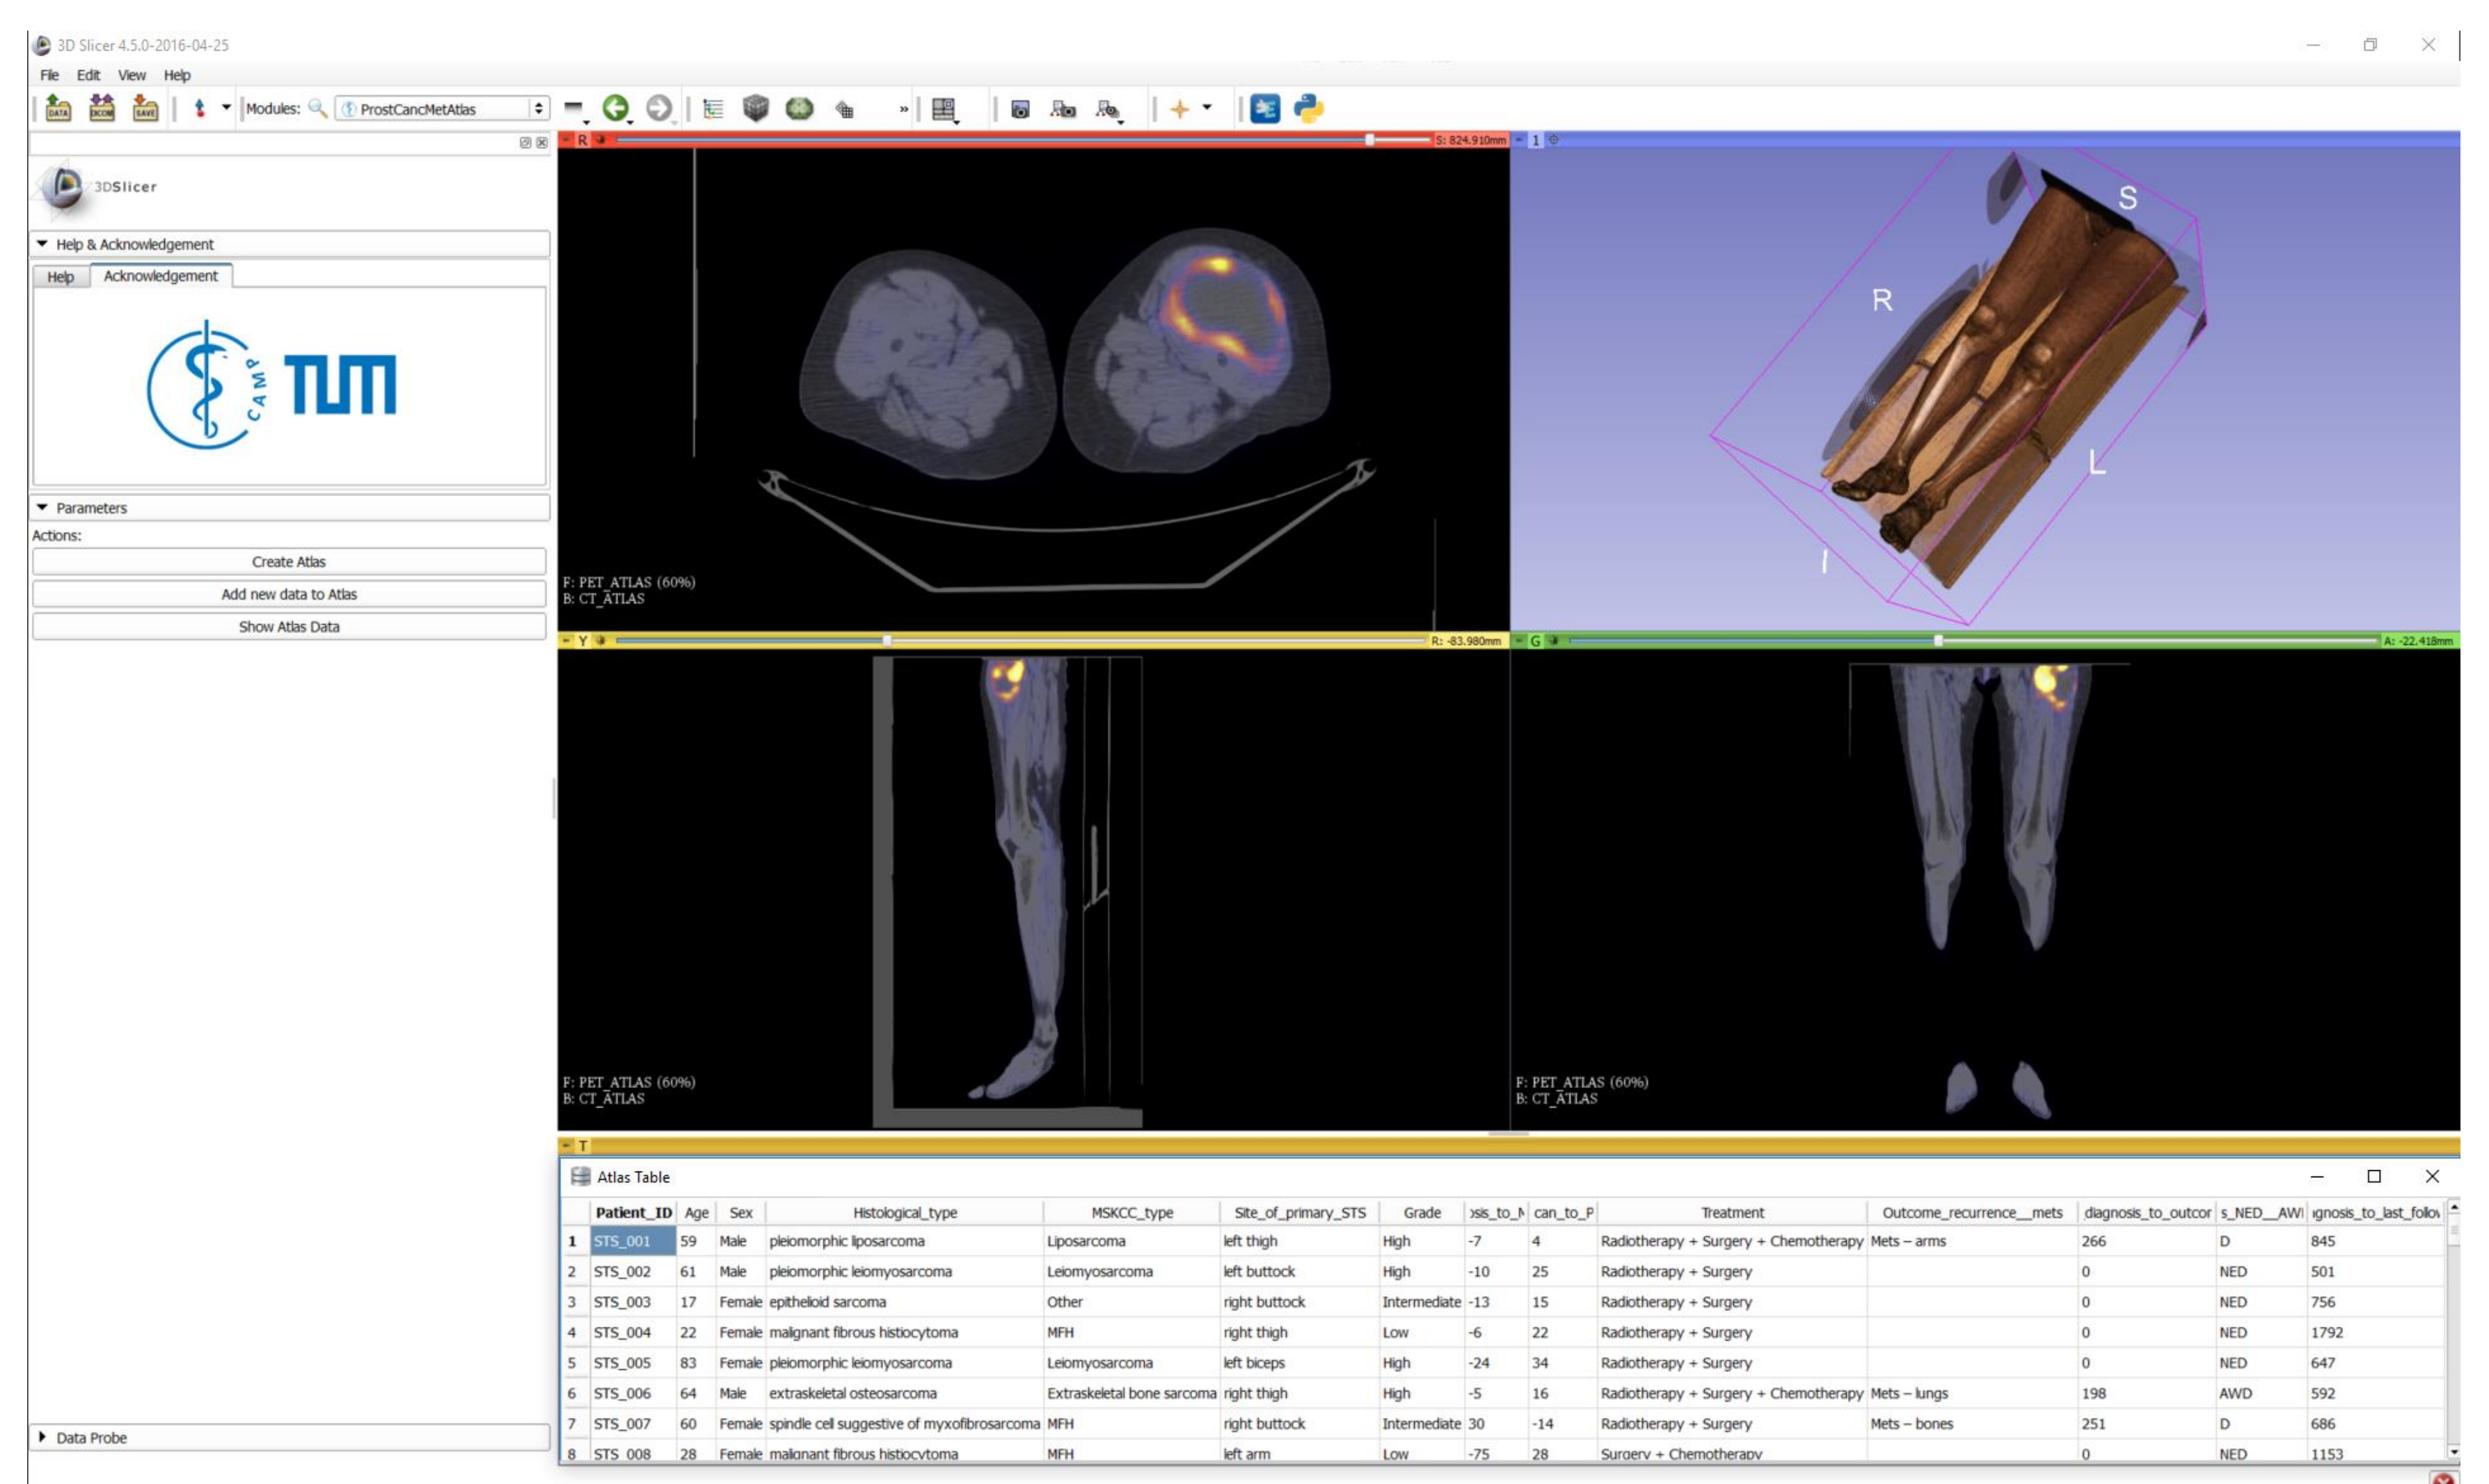 3D Slicer 4.5.0-2016-04-25
File Edit View Help
DATA DCOM SAVE Modules: ProstCancMetAtlas »
3DSlicer
Help & Acknowledgement
Help Acknowledgement
CAMP TUM
Parameters
Actions:
Create Atlas
Add new data to Atlas
Show Atlas Data
Data Probe
R S: 824.910mm
F: PET_ATLAS (60%)
B: CT_ATLAS
1
S
R
L
I
Y R: -83.980mm
F: PET_ATLAS (60%)
B: CT_ATLAS
G A: -22.418mm
F: PET_ATLAS (60%)
B: CT_ATLAS
T
Atlas Table
Patient_ID Age Sex Histological_type MSKCC_type Site_of_primary_STS Grade can_to_P Treatment Outcome_recurrence__mets _diagnosis_to_outcor s_NED__AWI
1 STS_001 59 Male pleiomorphic liposarcoma Liposarcoma left thigh High -7 4 Radiotherapy + Surgery + Chemotherapy Mets – arms 266 D 845
2 STS_002 61 Male pleiomorphic leiomyosarcoma Leiomyosarcoma left buttock High -10 25 Radiotherapy + Surgery 0 NED 501
3 STS_003 17 Female epithelioid sarcoma Other right buttock Intermediate -13 15 Radiotherapy + Surgery 0 NED 756
4 STS_004 22 Female malignant fibrous histiocytoma MFH right thigh Low -6 22 Radiotherapy + Surgery 0 NED 1792
5 STS_005 83 Female pleiomorphic leiomyosarcoma Leiomyosarcoma left biceps High -24 34 Radiotherapy + Surgery 0 NED 647
6 STS_006 64 Male extraskeletal osteosarcoma Extraskeletal bone sarcoma right thigh High -5 16 Radiotherapy + Surgery + Chemotherapy Mets – lungs 198 AWD 592
7 STS_007 60 Female spindle cell suggestive of myxofibrosarcoma MFH right buttock Intermediate 30 -14 Radiotherapy + Surgery Mets – bones 251 D 686
8 STS_008 28 Female malignant fibrous histiocytoma MFH left arm Low -75 28 Surgery + Chemotherapy 0 NED 1153